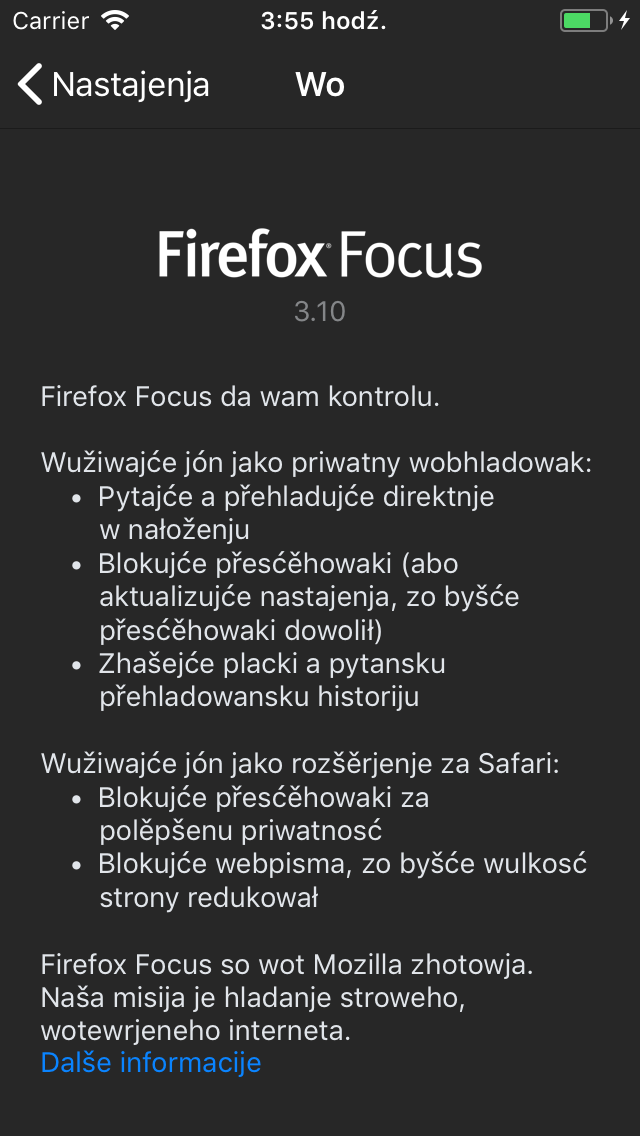 Carrier 3:55 hodź.
Nastajenja Wo
Firefox Focus
3.10
Firefox Focus da wam kontrolu.
Wužiwajće jón jako priwatny wobhladowak:
• Pytajće a přehladujće direktnje
w nałoženju
• Blokujće přesćěhowaki (abo
aktualizujće nastajenja, zo byšće
přesćěhowaki dowolił)
• Zhašejće placki a pytansku
přehladowansku historiju
Wužiwajće jón jako rozšěrjenje za Safari:
• Blokujće přesćěhowaki za
polěpšenu priwatnosć
• Blokujće webpisma, zo byšće wulkosć
strony redukował
Firefox Focus so wot Mozilla zhotowja.
Naša misija je hladanje stroweho,
wotewrjeneho interneta.
Dalše informacije